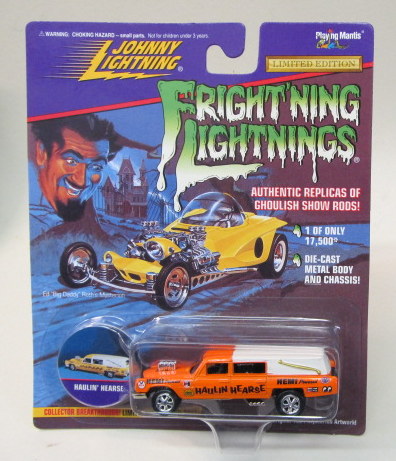 WARNING: CHOKING HAZARD—small parts. Not for children under 3 years.
JOHNNY
LIGHTNING
®
Playing Mantis
LIMITED EDITION
FRIGHT'NING
LIGHTNINGS
®
AUTHENTIC REPLICAS OF
GHOULISH SHOW RODS!
1 OF ONLY
17,500
DIE-CAST
METAL BODY
AND CHASSIS!
Ed "Big Daddy" Roth's
HAULIN' HEARSE
HAULIN HEARSE
HEMI
COLLECTOR
Artworld